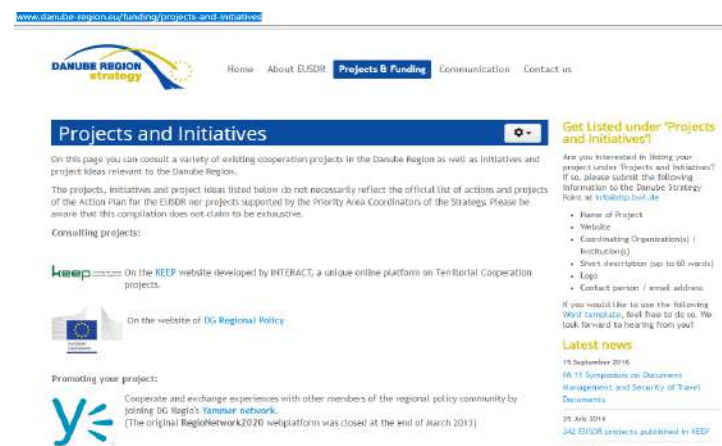 www.danube-region.eu/funding/projects-and-initiatives
DANUBE REGION
strategy
Home About EUSDR Projects & Funding Communication Contact us
Projects and Initiatives
On this page you can consult a variety of existing cooperation projects in the Danube Region as well as initiatives and
project ideas relevant to the Danube Region.
The projects, initiatives and project ideas listed below do not necessarily reflect the official list of actions and projects
of the Action Plan for the EUSDR nor projects supported by the Priority Area Coordinators of the Strategy. Please be
aware that this compilation does not claim to be exhaustive.
Consulting projects:
keep
On the KEEP website developed by INTERACT, a unique online platform on Territorial Cooperation
projects.
On the website of DG Regional Policy
Promoting your project:
Cooperate and exchange experiences with other members of the regional policy community by
joining DG Regio's Yammer network.
(The original RegioNetwork2020 webplatform was closed at the end of March 2013)
Get Listed under "Projects
and Initiatives"!
Are you interested in listing your
project under 'Projects and Initiatives'?
If so, please submit the following
information to the Danube Strategy
Point at info@dsp.bwl.de
Name of Project
Website
Coordinating Organization(s) /
Institution(s)
Short description (up to 60 words)
Logo
Contact person / email address
If you would like to use the following
Word template, feel free to do so. We
look forward to hearing from you!
Latest news
15 September 2016
PA 11 Symposium on Document
Management and Security of Travel
Documents
25 July 2016
342 EUSDR projects published in KEEP